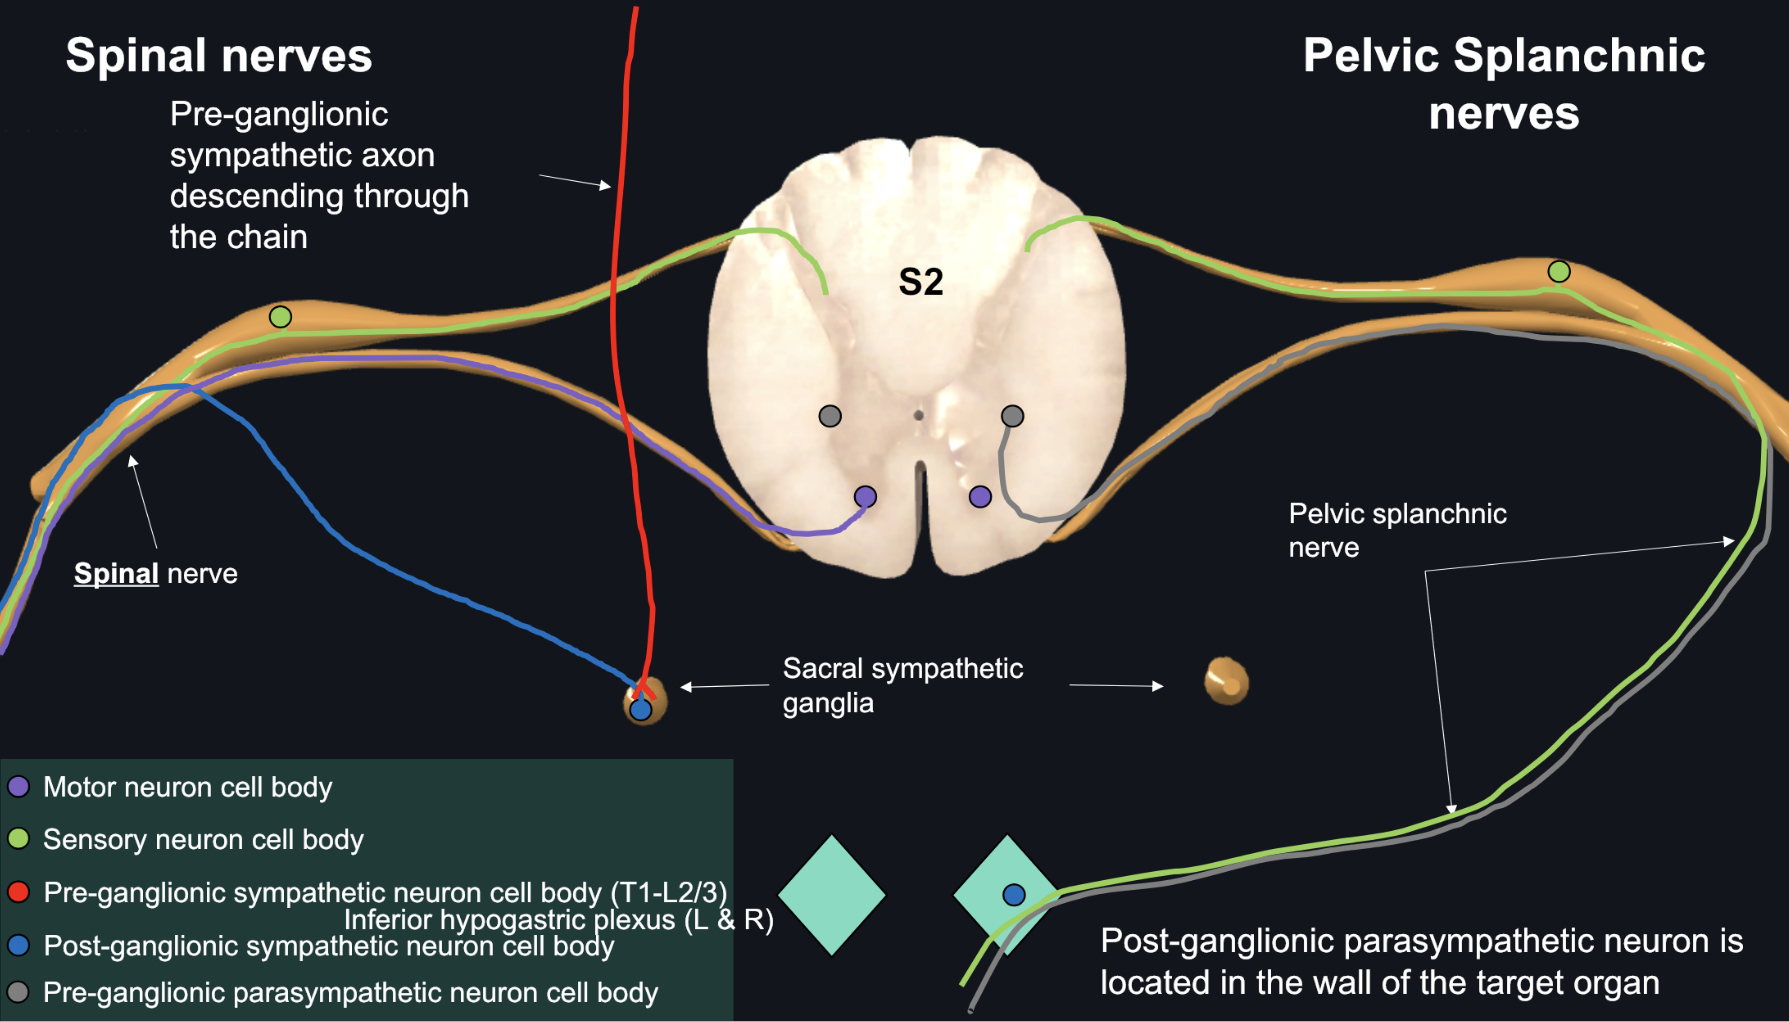 Spinal nerves
Pelvic Splanchnic
nerves
Pre-ganglionic
sympathetic axon
descending through
the chain
S2
Pelvic splanchnic
nerve
Spinal nerve
Sacral sympathetic
ganglia
Motor neuron cell body
Sensory neuron cell body
Pre-ganglionic sympathetic neuron cell body (T1-L2/3)
Inferior hypogastric plexus (L & R)
Post-ganglionic sympathetic neuron cell body
Pre-ganglionic parasympathetic neuron cell body
Post-ganglionic parasympathetic neuron is
located in the wall of the target organ